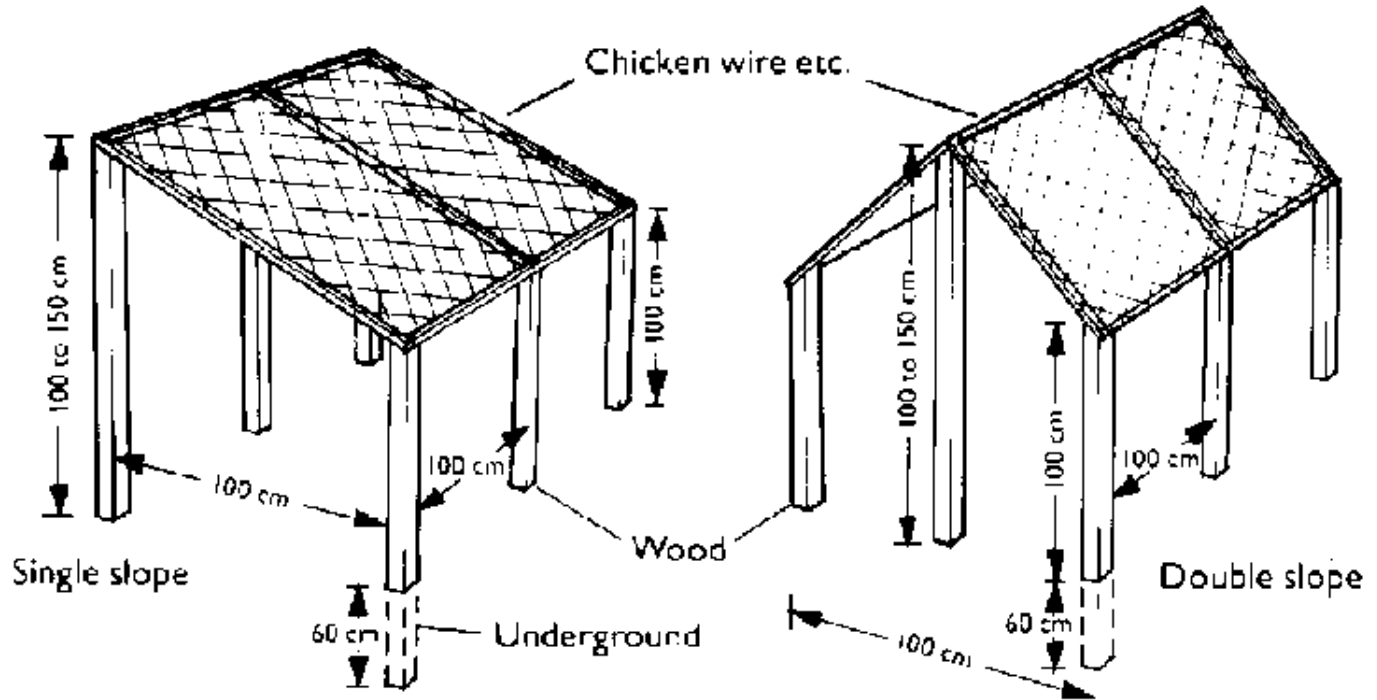 Chicken wire etc.
100 to 150 cm
100 cm
100 cm
100 cm
Single slope
60 cm
Underground
Wood
100 to 150 cm
100 cm
100 cm
Double slope
60 cm
100 cm